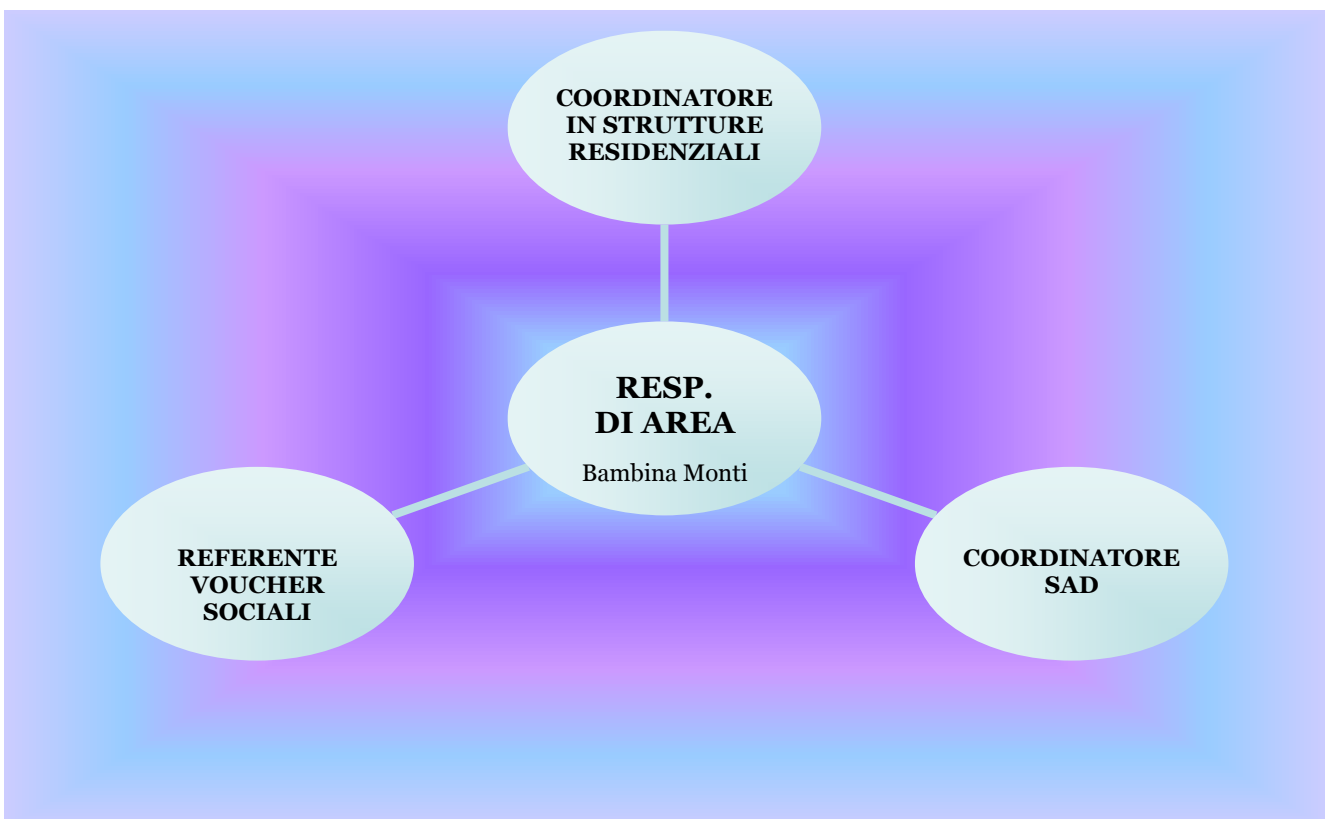 COORDINATORE
IN STRUTTURE
RESIDENZIALI
RESP.
DI AREA
Bambina Monti
REFERENTE
VOUCHER
SOCIALI
COORDINATORE
SAD